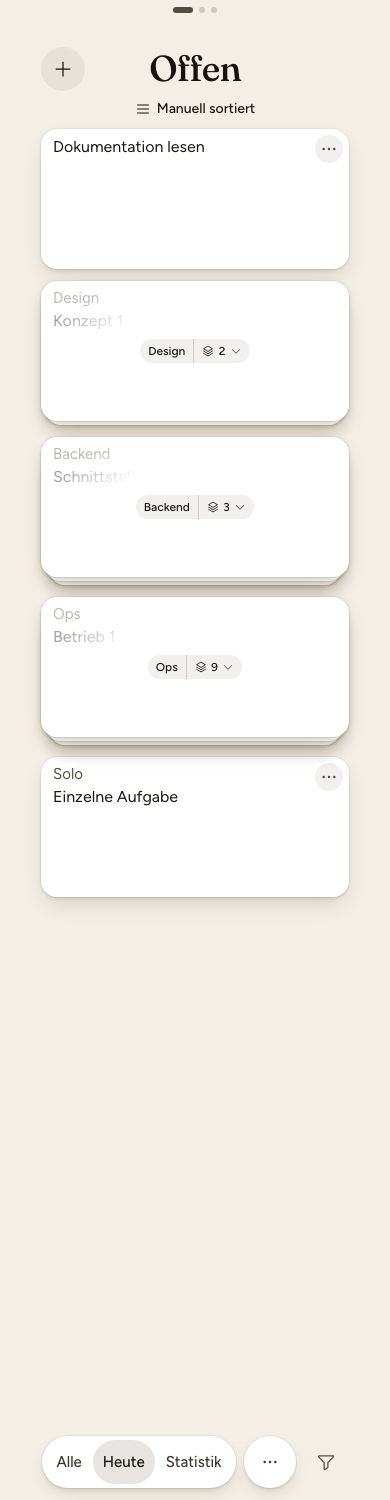 Offen
Manuell sortiert
Dokumentation lesen
Design
Konzept 1
Design 2
Backend
Backend 3
Ops
Betrieb 1
Ops 9
Solo
Einzelne Aufgabe
Alle Heute Statistik